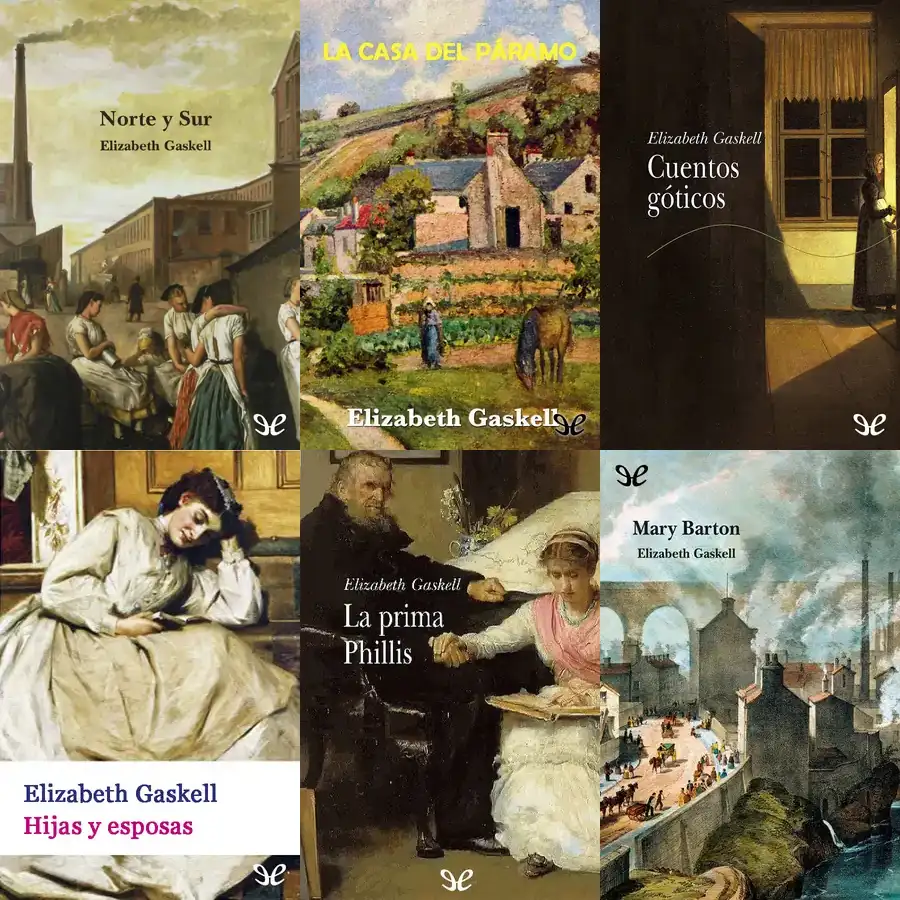 Norte y Sur
Elizabeth Gaskell
LA CASA DEL PÁRAMO
Elizabeth Gaskell
Elizabeth Gaskell
Cuentos
góticos
Elizabeth Gaskell
Hijas y esposas
Elizabeth Gaskell
La prima
Phillis
Mary Barton
Elizabeth Gaskell